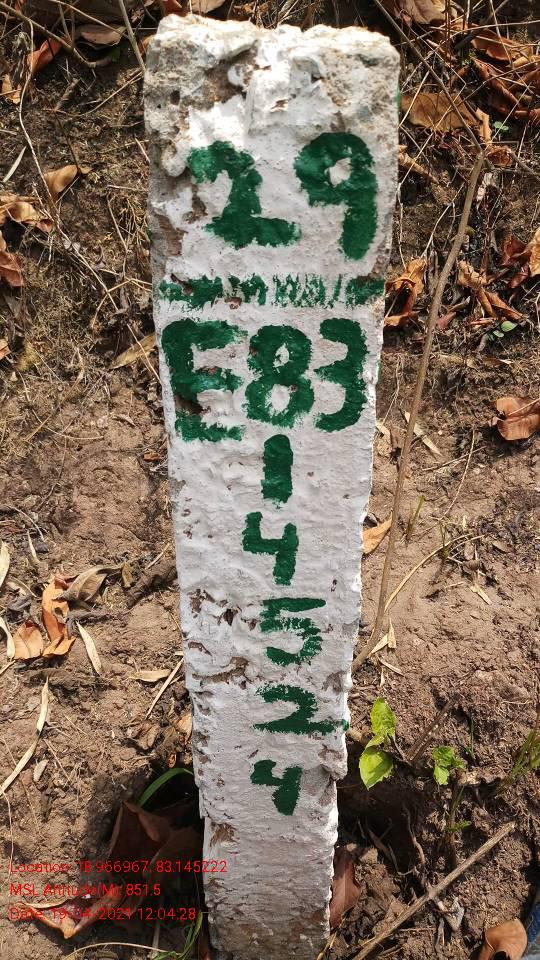 29
E83
1
4
5
2
4
Location: 18.966967, 83.145222
MSL Altitude(M): 851.5
Date: 19-04-2021 12:04:28